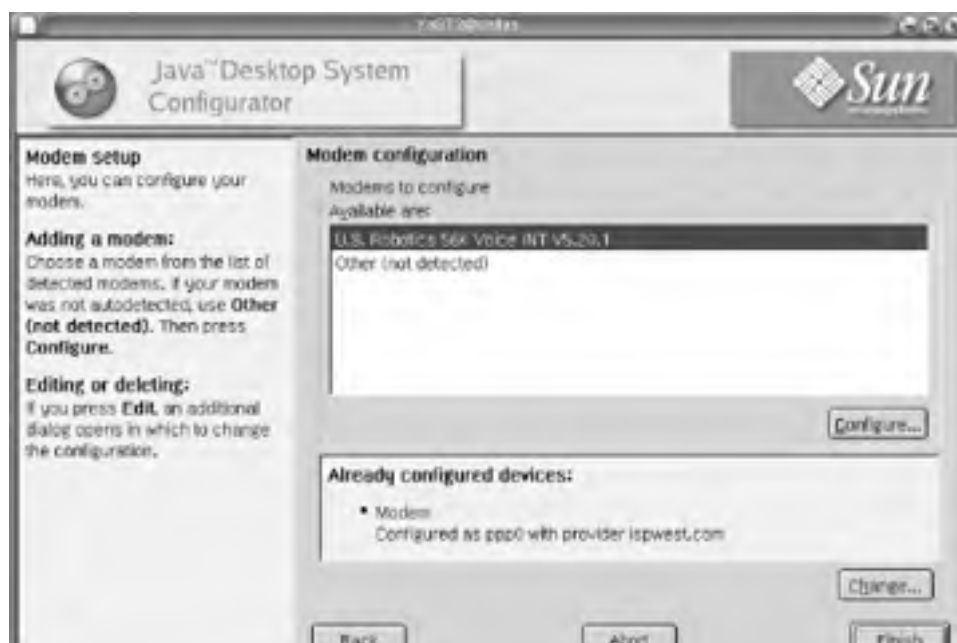 Java™Desktop System
Configurator
Sun
Modem setup
Here, you can configure your
modem.
Adding a modem:
Choose a modem from the list of
detected modems. If your modem
was not autodetected, use Other
(not detected). Then press
Configure.
Editing or deleting:
If you press Edit, an additional
dialog opens in which to change
the configuration.
Modem configuration
Modems to configure
Available are:
U.S. Robotics 56K Voice INT V5.20.1
Other (not detected)
Configure...
Already configured devices:
• Modem
Configured as ppp0 with provider ispwest.com
Change...
Back
Abort
Finish